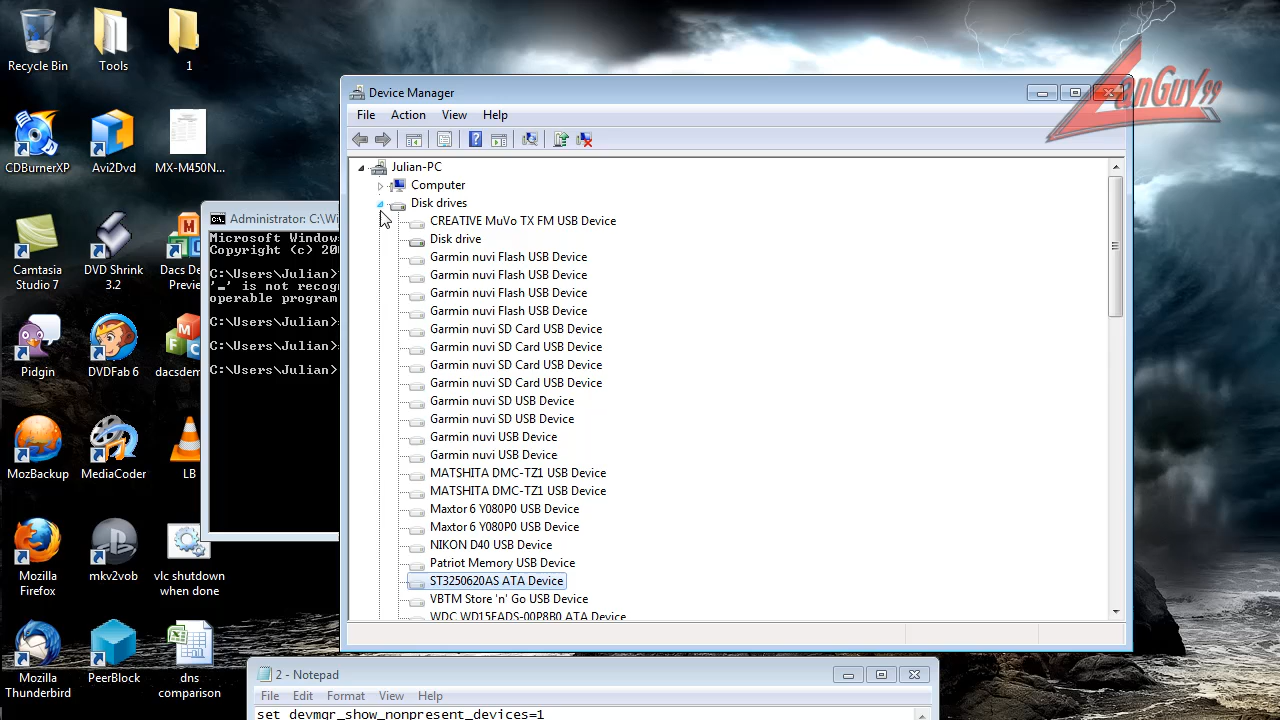 Recycle Bin
Tools
1
CDBurnerXP
Avi2Dvd
MX-M450N...
Camtasia
Studio 7
DVD Shrink
3.2
Dacs De
Preview
Pidgin
DVDFab 6
dacsdem
MozBackup
MediaCoder
LB
Mozilla
Firefox
mkv2vob
vlc shutdown
when done
Mozilla
Thunderbird
PeerBlock
dns
comparison
Administrator: C:\Wi
Microsoft Window
Copyright (c) 20
C:\Users\Julian>
'_' is not recog
operable program
C:\Users\Julian>
C:\Users\Julian>
C:\Users\Julian>
Device Manager
File Action View Help
Julian-PC
Computer
Disk drives
CREATIVE MuVo TX FM USB Device
Disk drive
Garmin nuvi Flash USB Device
Garmin nuvi Flash USB Device
Garmin nuvi Flash USB Device
Garmin nuvi Flash USB Device
Garmin nuvi SD Card USB Device
Garmin nuvi SD Card USB Device
Garmin nuvi SD Card USB Device
Garmin nuvi SD Card USB Device
Garmin nuvi SD USB Device
Garmin nuvi SD USB Device
Garmin nuvi USB Device
Garmin nuvi USB Device
MATSHITA DMC-TZ1 USB Device
MATSHITA DMC-TZ1 USB Device
Maxtor 6 Y080P0 USB Device
Maxtor 6 Y080P0 USB Device
NIKON D40 USB Device
Patriot Memory USB Device
ST3250620AS ATA Device
VBTM Store 'n' Go USB Device
WDC WD15EADS-00P8B0 ATA Device
LanGuy99
2 - Notepad
File Edit Format View Help
set devmgr_show_nonpresent_devices=1